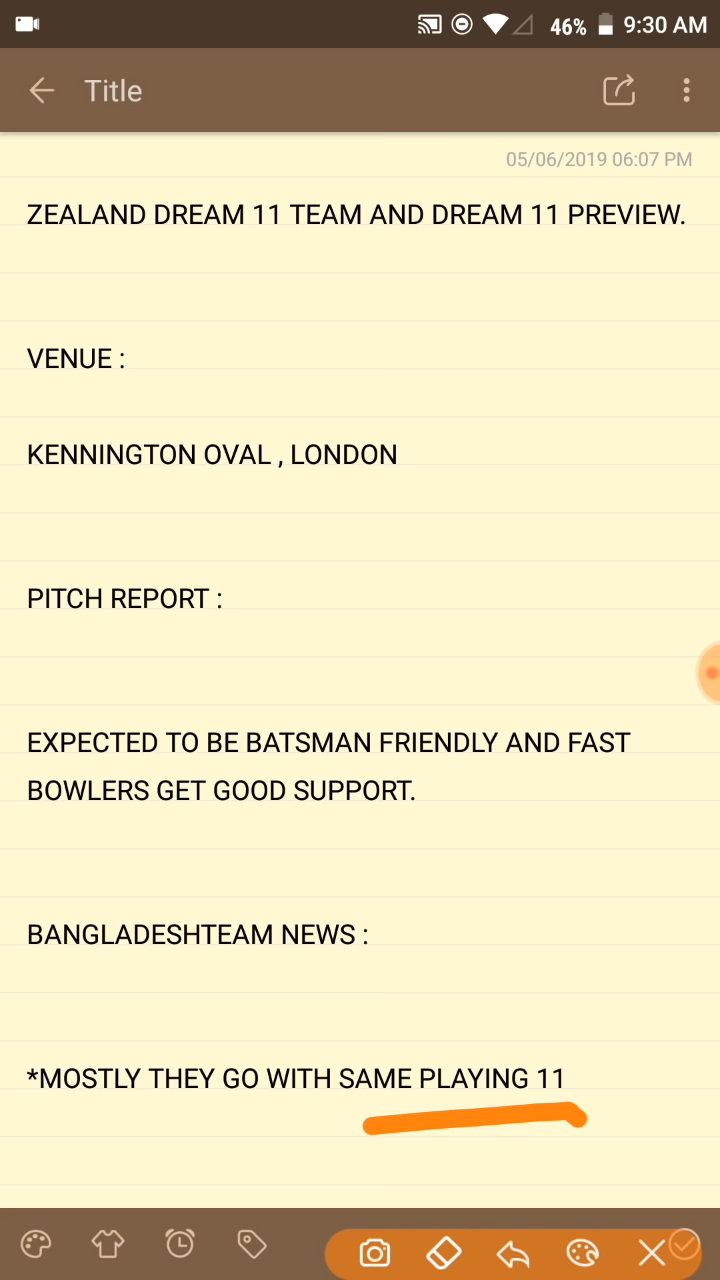 46% 9:30 AM
Title
05/06/2019 06:07 PM
ZEALAND DREAM 11 TEAM AND DREAM 11 PREVIEW.
VENUE :
KENNINGTON OVAL , LONDON
PITCH REPORT :
EXPECTED TO BE BATSMAN FRIENDLY AND FAST
BOWLERS GET GOOD SUPPORT.
BANGLADESHTEAM NEWS :
*MOSTLY THEY GO WITH SAME PLAYING 11